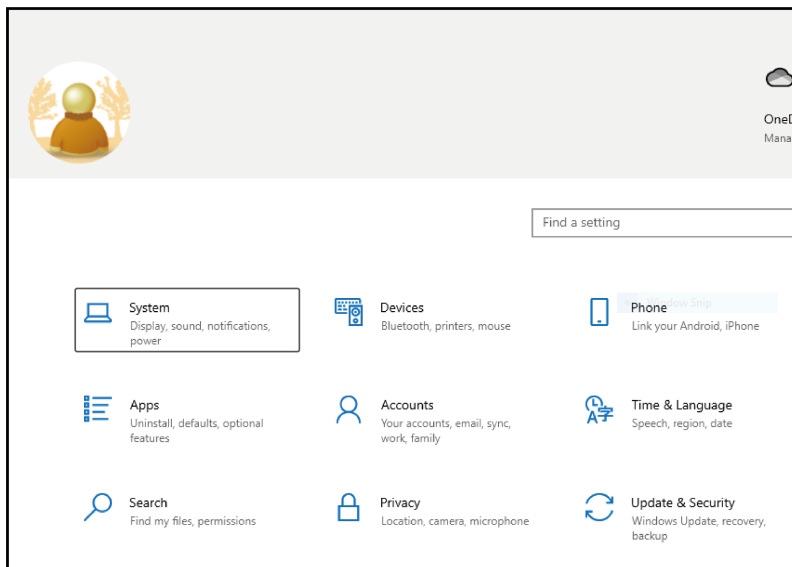 OneD
Mana
Find a setting
System
Display, sound, notifications,
power
Devices
Bluetooth, printers, mouse
Window Snip
Phone
Link your Android, iPhone
Apps
Uninstall, defaults, optional
features
Accounts
Your accounts, email, sync,
work, family
Time & Language
Speech, region, date
Search
Find my files, permissions
Privacy
Location, camera, microphone
Update & Security
Windows Update, recovery,
backup